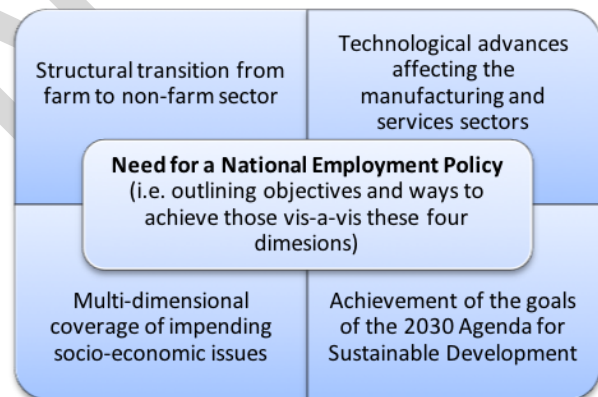 Structural transition from
farm to non-farm sector
Technological advances
affecting the
manufacturing and
services sectors
Need for a National Employment Policy
(i.e. outlining objectives and ways to
achieve those vis-a-vis these four
dimesions)
Multi-dimensional
coverage of impending
socio-economic issues
Achievement of the goals
of the 2030 Agenda for
Sustainable Development